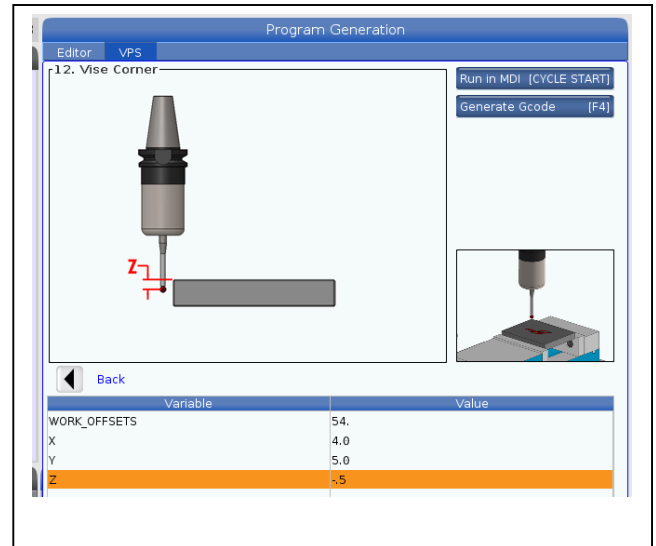 Program Generation
Editor VPS
12. Vise Corner
Run in MDI [CYCLE START]
Generate Gcode [F4]
Z
Back
Variable Value
WORK_OFFSETS 54.
X 4.0
Y 5.0
Z -.5